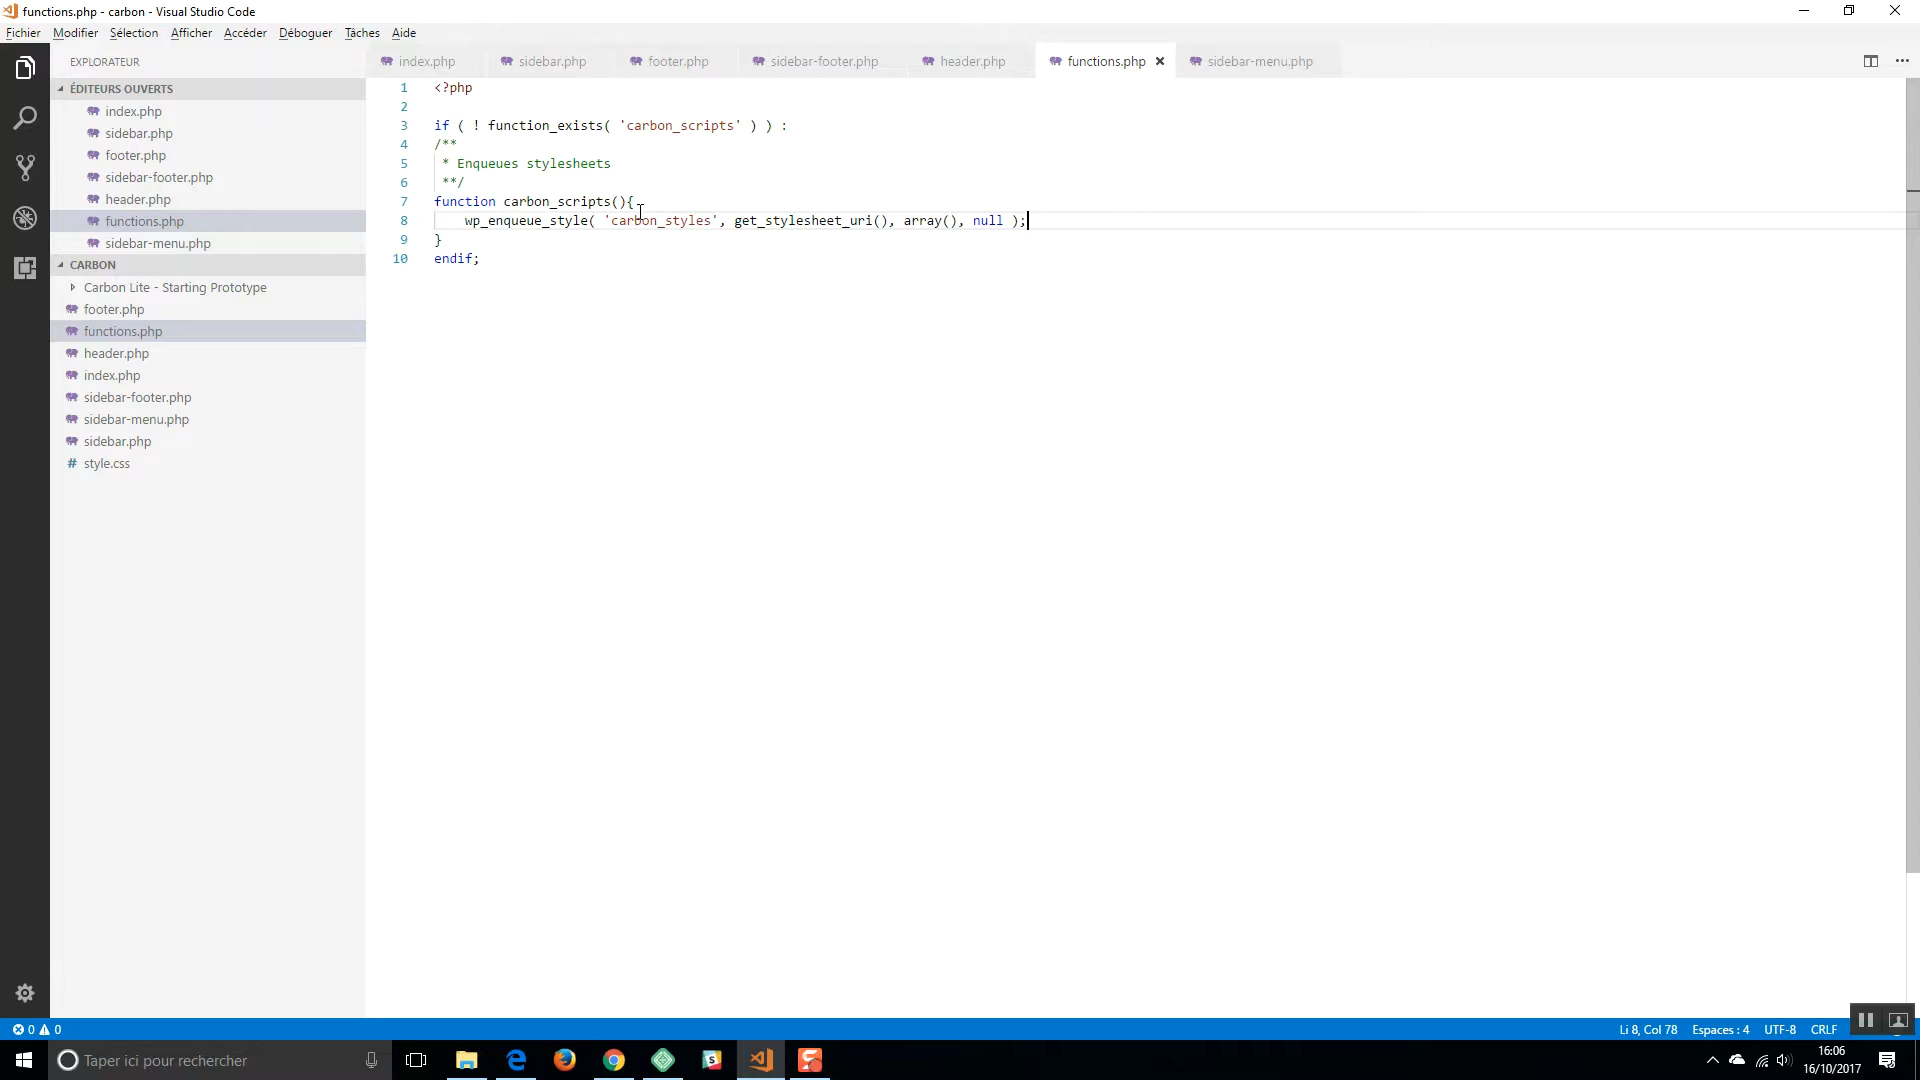 functions.php - carbon - Visual Studio Code
Fichier Modifier Sélection Afficher Accéder Déboguer Tâches Aide
EXPLORATEUR
index.php sidebar.php footer.php sidebar-footer.php header.php functions.php sidebar-menu.php
ÉDITEURS OUVERTS
index.php
sidebar.php
footer.php
sidebar-footer.php
header.php
functions.php
sidebar-menu.php
CARBON
Carbon Lite - Starting Prototype
footer.php
functions.php
header.php
index.php
sidebar-footer.php
sidebar-menu.php
sidebar.php
# style.css
1 <?php
2
3 if ( ! function_exists( 'carbon_scripts' ) ) :
4 /**
5 * Enqueues stylesheets
6 **/
7 function carbon_scripts(){
8 wp_enqueue_style( 'carbon_styles', get_stylesheet_uri(), array(), null );
9 }
10 endif;
0 0
Li 8, Col 78 Espaces : 4 UTF-8 CRLF
Taper ici pour rechercher
16:06
16/10/2017